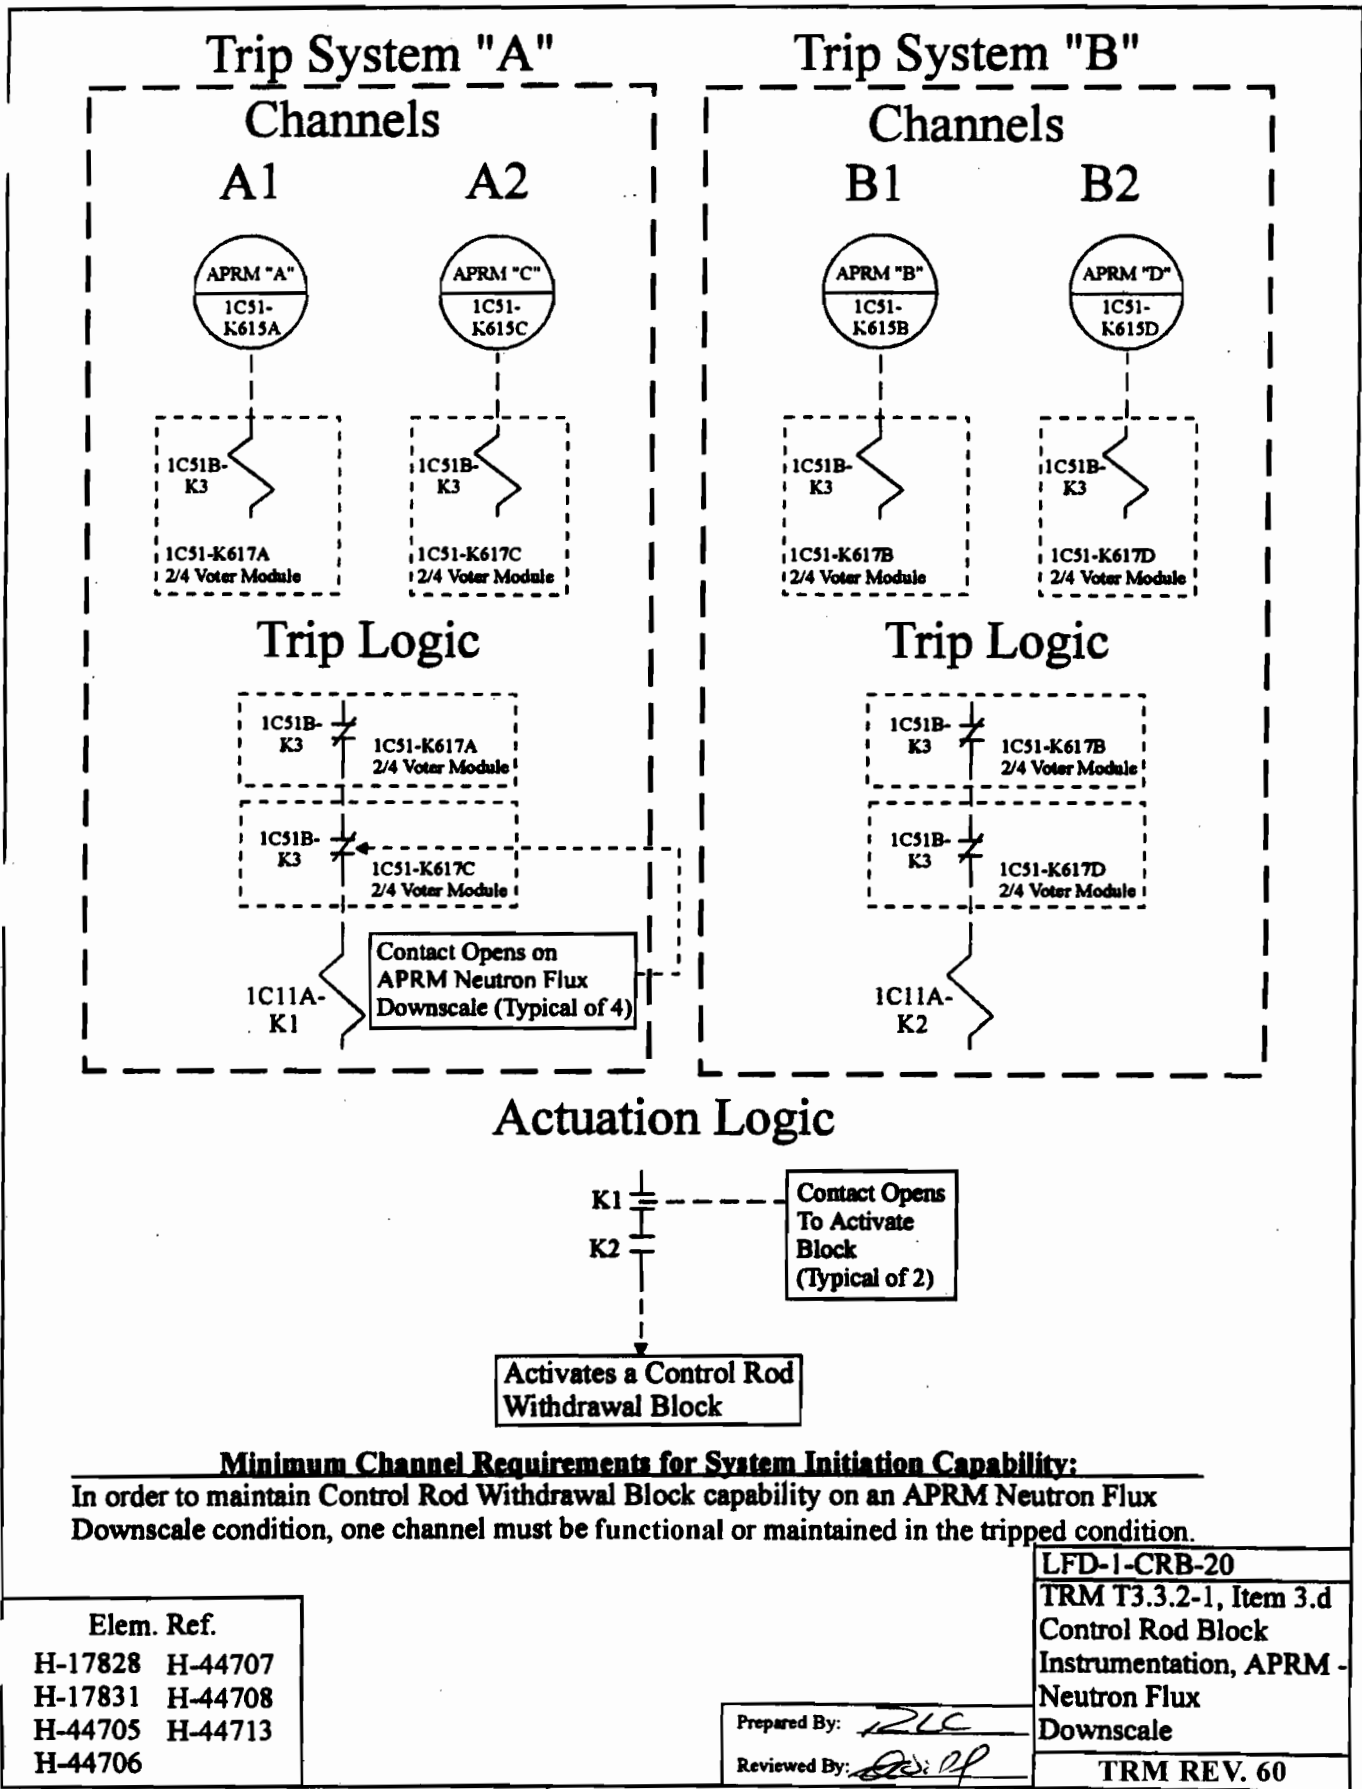 Trip System "A"
Trip System "B"
Channels
A1 A2
APRM "A"
1C51-
K615A
APRM "C"
1C51-
K615C
1C51B-
K3
1C51-K617A
2/4 Voter Module
1C51B-
K3
1C51-K617C
2/4 Voter Module
Trip Logic
1C51B-
K3
1C51-K617A
2/4 Voter Module
1C51B-
K3
1C51-K617C
2/4 Voter Module
1C11A-
K1
Contact Opens on
APRM Neutron Flux
Downscale (Typical of 4)
Channels
B1 B2
APRM "B"
1C51-
K615B
APRM "D"
1C51-
K615D
1C51B-
K3
1C51-K617B
2/4 Voter Module
1C51B-
K3
1C51-K617D
2/4 Voter Module
Trip Logic
1C51B-
K3
1C51-K617B
2/4 Voter Module
1C51B-
K3
1C51-K617D
2/4 Voter Module
1C11A-
K2
Actuation Logic
K1
K2
Contact Opens
To Activate
Block
(Typical of 2)
Activates a Control Rod
Withdrawal Block
Minimum Channel Requirements for System Initiation Capability:
In order to maintain Control Rod Withdrawal Block capability on an APRM Neutron Flux
Downscale condition, one channel must be functional or maintained in the tripped condition.
Elem. Ref.
H-17828 H-44707
H-17831 H-44708
H-44705 H-44713
H-44706
Prepared By: RLC
Reviewed By:
LFD-1-CRB-20
TRM T3.3.2-1, Item 3.d
Control Rod Block
Instrumentation, APRM -
Neutron Flux
Downscale
TRM REV. 60